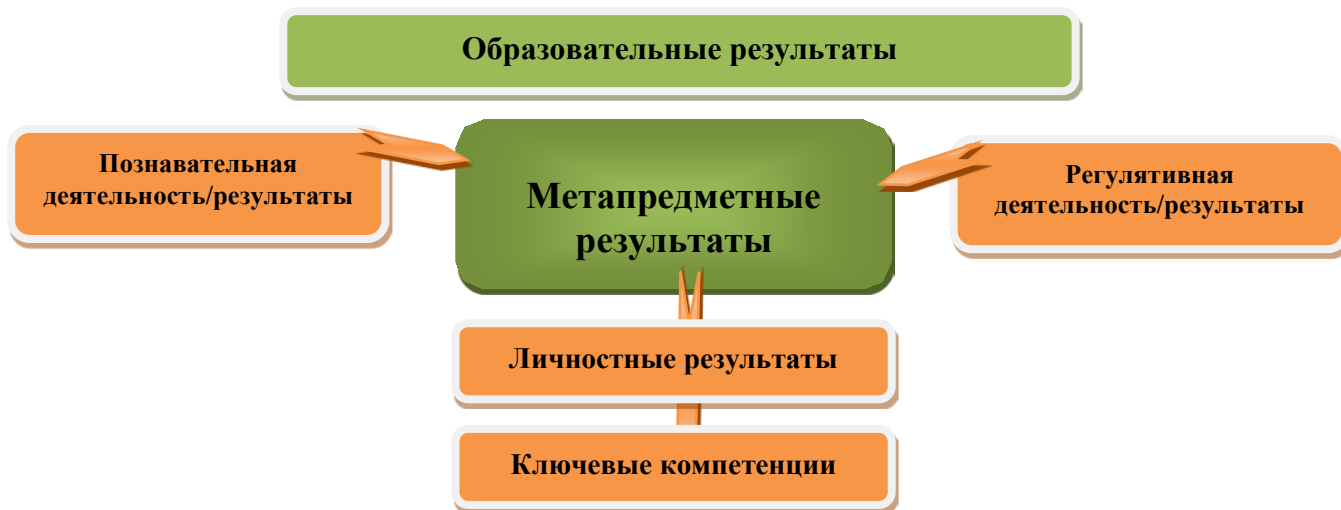 Образовательные результаты
Познавательная
деятельность/результаты
Метапредметные
результаты
Регулятивная
деятельность/результаты
Личностные результаты
Ключевые компетенции